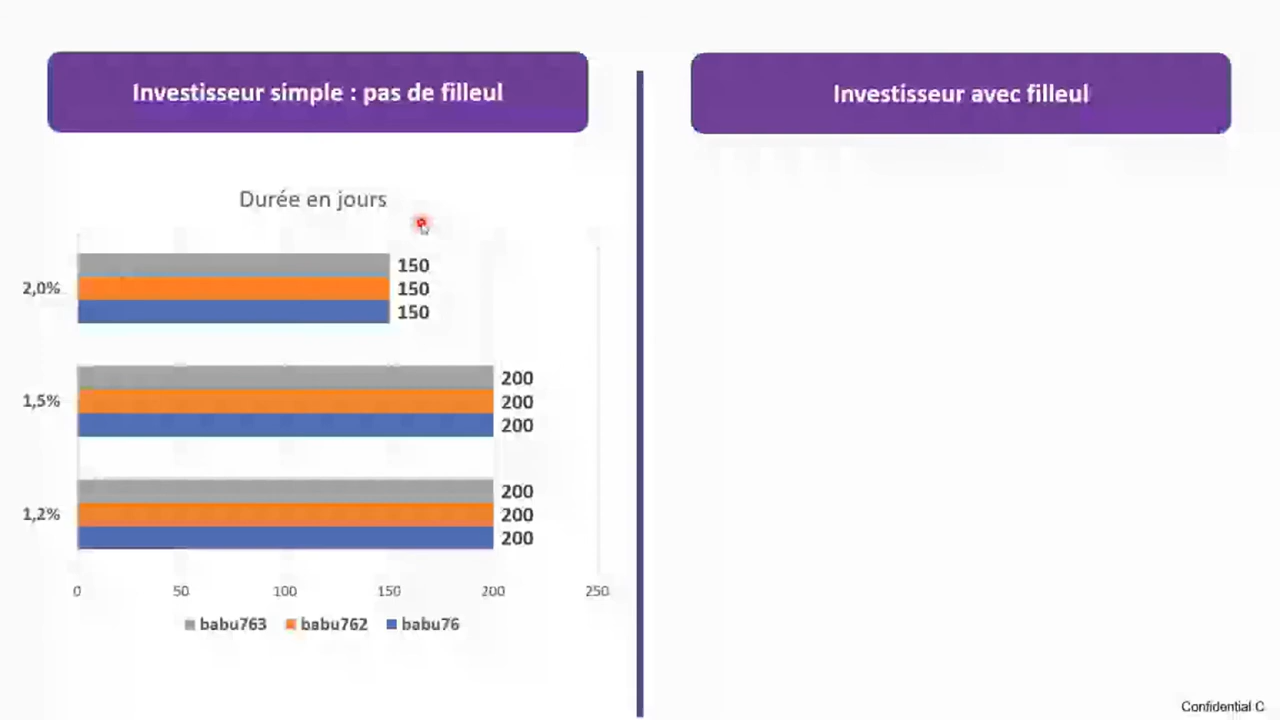 Investisseur simple : pas de filleul
Investisseur avec filleul
Durée en jours
2,0%
150
150
150
1,5%
200
200
200
1,2%
200
200
200
0 50 100 150 200 250
babu763 babu762 babu76
Confidential C